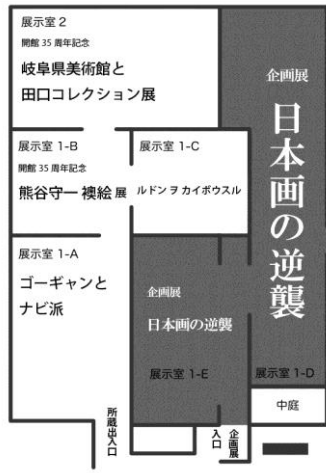 展示室 2
開館 35 周年記念
岐阜県美術館と
田口コレクション展
企画展
日本画の逆襲
展示室 1-B
開館 35 周年記念
熊谷守一 襖絵 展
展示室 1-C
ルドン ヲ カイボウスル
展示室 1-A
ゴーギャンと
ナビ派
企画展
日本画の逆襲
展示室 1-E
展示室 1-D
中庭
所蔵出入口
企画展
入口